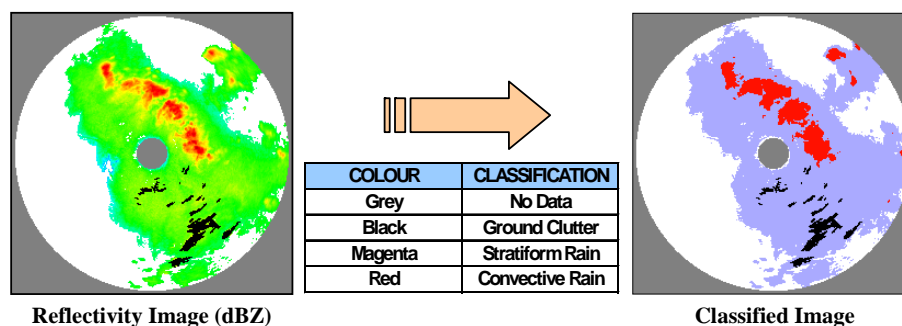 COLOUR CLASSIFICATION
Grey No Data
Black Ground Clutter
Magenta Stratiform Rain
Red Convective Rain
Reflectivity Image (dBZ) Classified Image